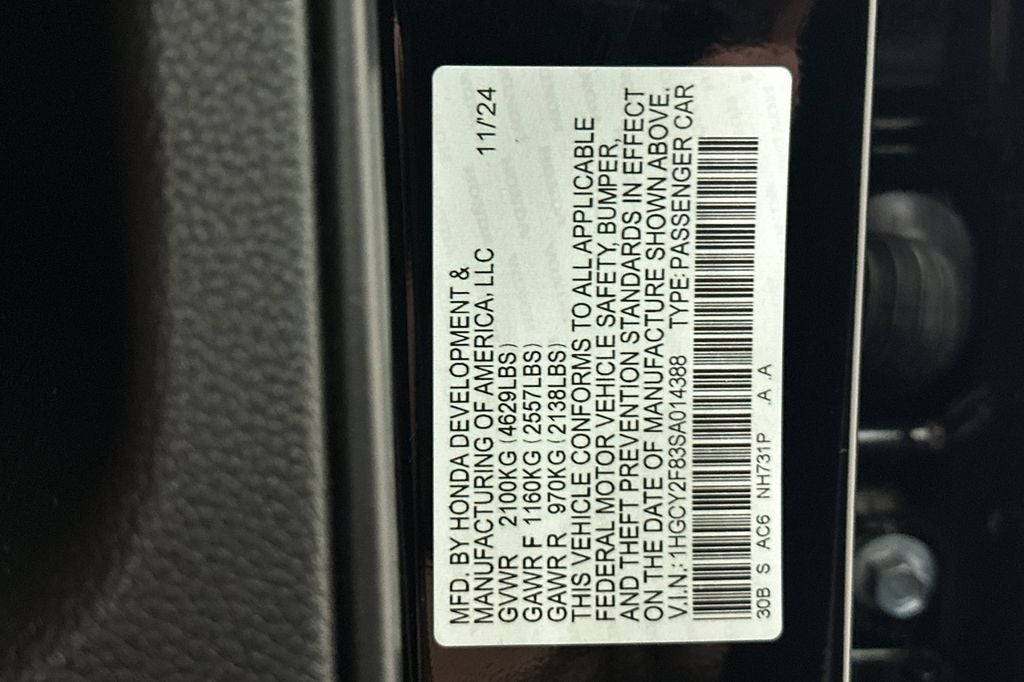 MFD. BY HONDA DEVELOPMENT &
MANUFACTURING OF AMERICA, LLC 11/'24
GVWR 2100KG (4629LBS)
GAWR F 1160KG (2557LBS)
GAWR R 970KG (2138LBS)
THIS VEHICLE CONFORMS TO ALL APPLICABLE
FEDERAL MOTOR VEHICLE SAFETY, BUMPER,
AND THEFT PREVENTION STANDARDS IN EFFECT
ON THE DATE OF MANUFACTURE SHOWN ABOVE.
V.I.N.: 1HGCY2F83SA014388 TYPE: PASSENGER CAR
30B S AC6 NH731P .A .A